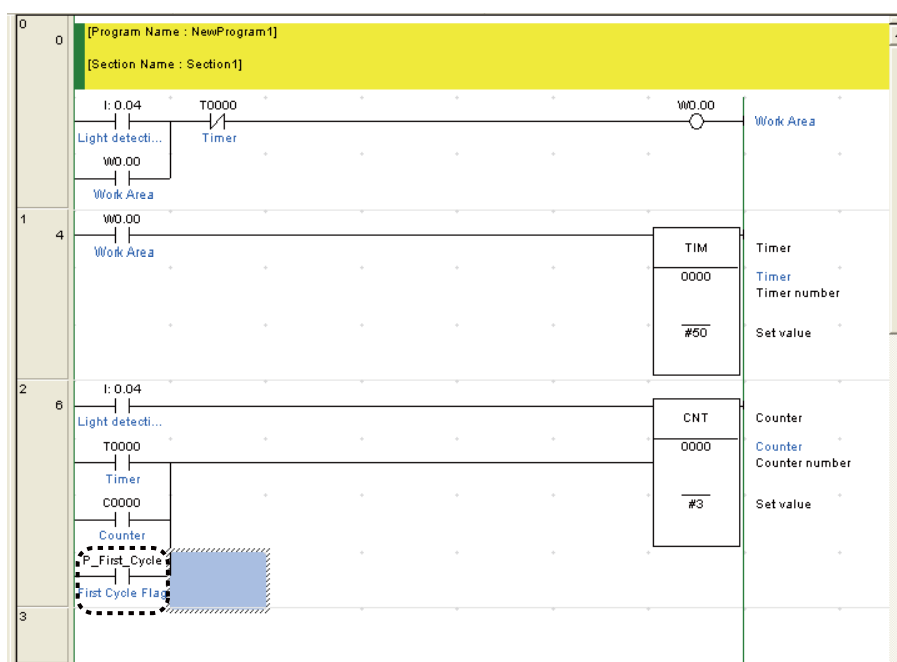 0
0
[Program Name : NewProgram1]
[Section Name : Section1]
I: 0.04 T0000 W0.00
Work Area
Light detecti... Timer
W0.00
Work Area
1
4
W0.00
Work Area
TIM Timer
0000 Timer
Timer number
#50 Set value
2
6
I: 0.04
Light detecti...
CNT Counter
T0000
0000 Counter
Counter number
Timer
C0000
#3 Set value
Counter
P_First_Cycle
First Cycle Flag
3